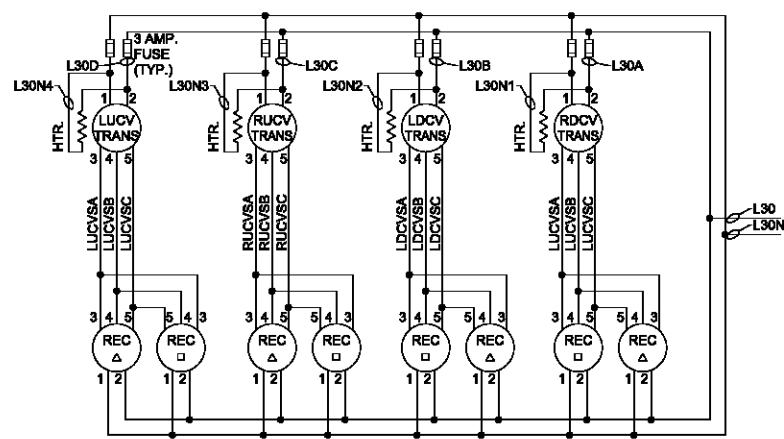 3 AMP.
FUSE
(TYP.)
L30D
L30C
L30B
L30A
L30N4
L30N3
L30N2
L30N1
1 2
1 2
1 2
1 2
HTR.
LUCV
TRANS
HTR.
RUCV
TRANS
HTR.
LDCV
TRANS
HTR.
RDCV
TRANS
3 4 5
3 4 5
3 4 5
3 4 5
LUCVSA
LUCVSB
LUCVSC
RUCVSA
RUCVSB
RUCVSC
LDCVSA
LDCVSB
LDCVSC
LUCVSA
LUCVSB
LUCVSC
L30
L30N
3 4 5
5 4 3
3 4 5
5 4 3
3 4 5
5 4 3
3 4 5
5 4 3
REC
REC
REC
REC
REC
REC
REC
REC
1 2
1 2
1 2
1 2
1 2
1 2
1 2
1 2